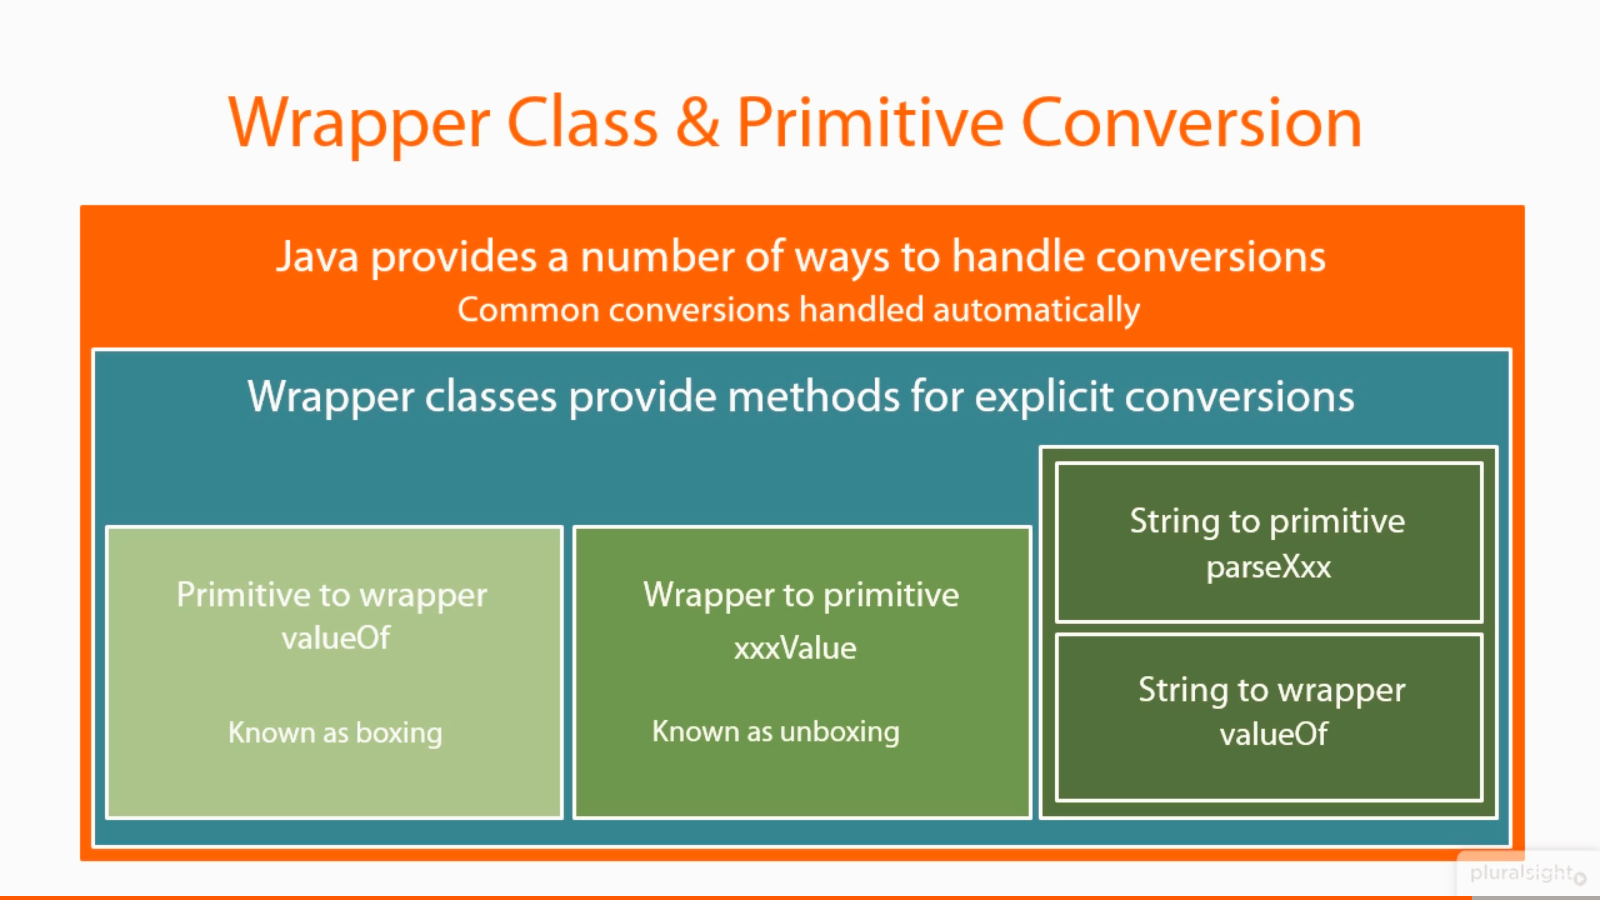 Wrapper Class & Primitive Conversion
Java provides a number of ways to handle conversions
Common conversions handled automatically
Wrapper classes provide methods for explicit conversions
Primitive to wrapper
valueOf
Known as boxing
Wrapper to primitive
xxxValue
Known as unboxing
String to primitive
parseXxx
String to wrapper
valueOf
pluralsight